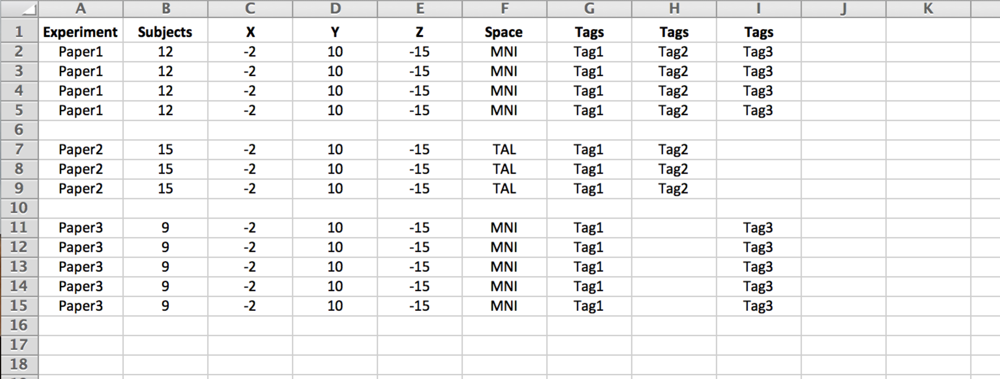 A B C D E F G H I J K
1 Experiment Subjects X Y Z Space Tags Tags Tags
2 Paper1 12 -2 10 -15 MNI Tag1 Tag2 Tag3
3 Paper1 12 -2 10 -15 MNI Tag1 Tag2 Tag3
4 Paper1 12 -2 10 -15 MNI Tag1 Tag2 Tag3
5 Paper1 12 -2 10 -15 MNI Tag1 Tag2 Tag3
6
7 Paper2 15 -2 10 -15 TAL Tag1 Tag2
8 Paper2 15 -2 10 -15 TAL Tag1 Tag2
9 Paper2 15 -2 10 -15 TAL Tag1 Tag2
10
11 Paper3 9 -2 10 -15 MNI Tag1 Tag3
12 Paper3 9 -2 10 -15 MNI Tag1 Tag3
13 Paper3 9 -2 10 -15 MNI Tag1 Tag3
14 Paper3 9 -2 10 -15 MNI Tag1 Tag3
15 Paper3 9 -2 10 -15 MNI Tag1 Tag3
16
17
18